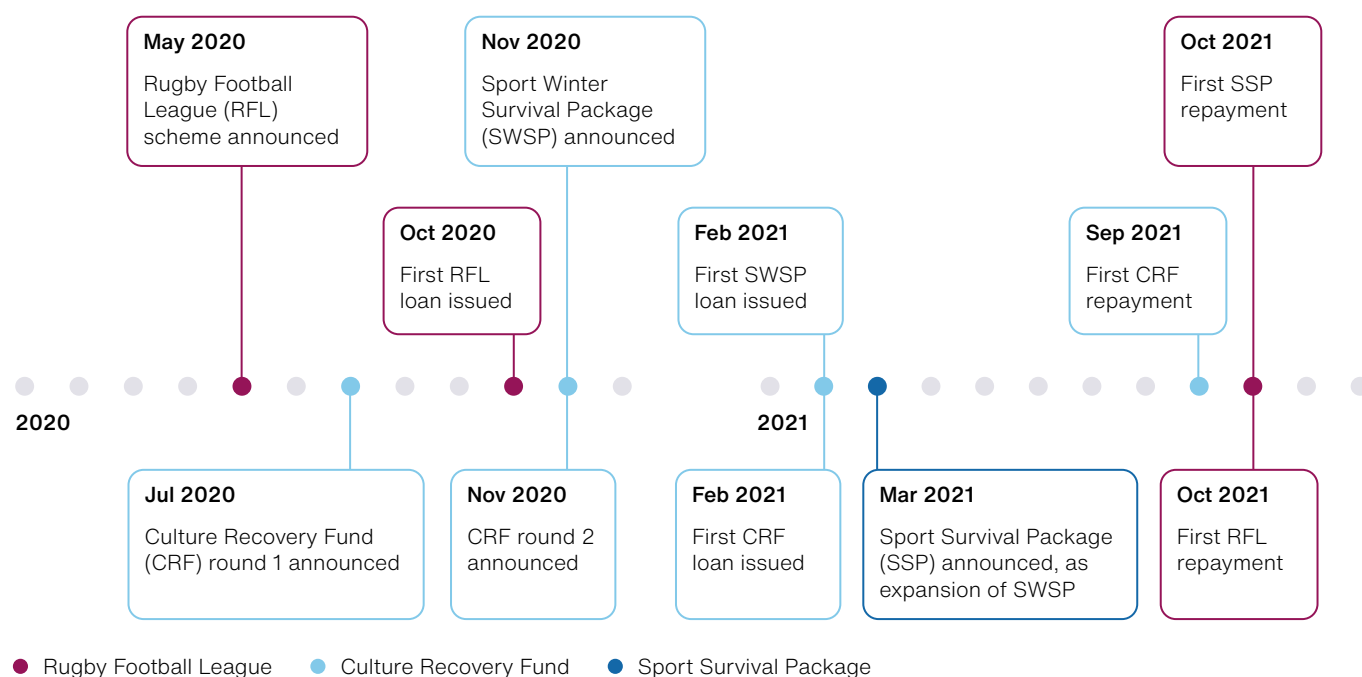 May 2020
Rugby Football
League (RFL)
scheme announced
Nov 2020
Sport Winter
Survival Package
(SWSP) announced
Oct 2021
First SSP
repayment
Oct 2020
First RFL
loan issued
Feb 2021
First SWSP
loan issued
Sep 2021
First CRF
repayment
2020
2021
Jul 2020
Culture Recovery Fund
(CRF) round 1 announced
Nov 2020
CRF round 2
announced
Feb 2021
First CRF
loan issued
Mar 2021
Sport Survival Package
(SSP) announced, as
expansion of SWSP
Oct 2021
First RFL
repayment
Rugby Football League
Culture Recovery Fund
Sport Survival Package